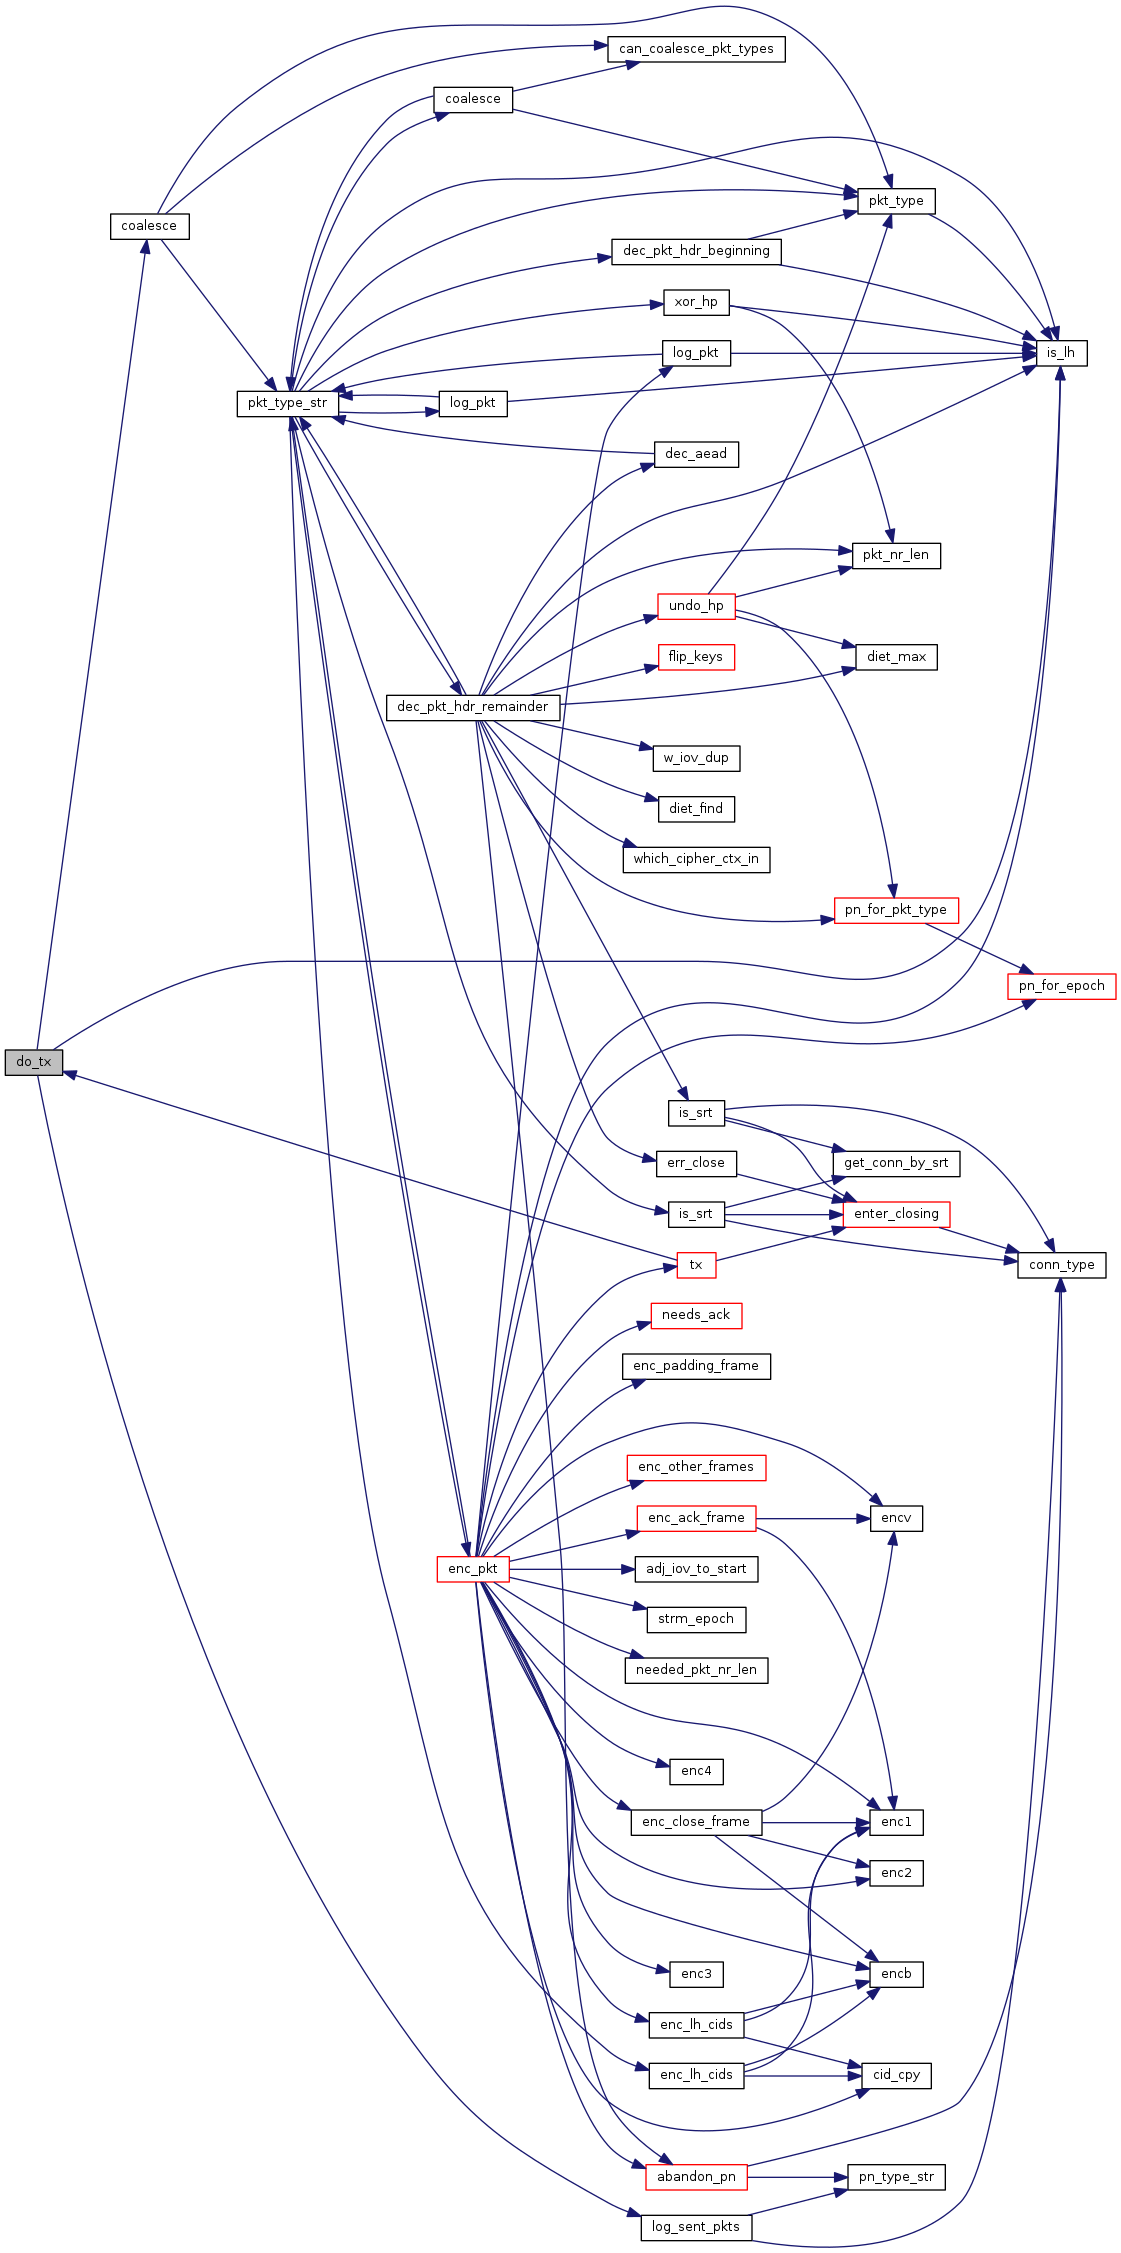 can_coalesce_pkt_types
coalesce
pkt_type
coalesce
dec_pkt_hdr_beginning
xor_hp
log_pkt
is_lh
pkt_type_str
log_pkt
dec_aead
pkt_nr_len
undo_hp
flip_keys
diet_max
dec_pkt_hdr_remainder
w_iov_dup
diet_find
which_cipher_ctx_in
pn_for_pkt_type
pn_for_epoch
do_tx
is_srt
err_close
get_conn_by_srt
is_srt
enter_closing
tx
conn_type
needs_ack
enc_padding_frame
enc_other_frames
enc_ack_frame
encv
enc_pkt
adj_iov_to_start
strm_epoch
needed_pkt_nr_len
enc4
enc_close_frame
enc1
enc2
enc3
encb
enc_lh_cids
enc_lh_cids
cid_cpy
abandon_pn
pn_type_str
log_sent_pkts